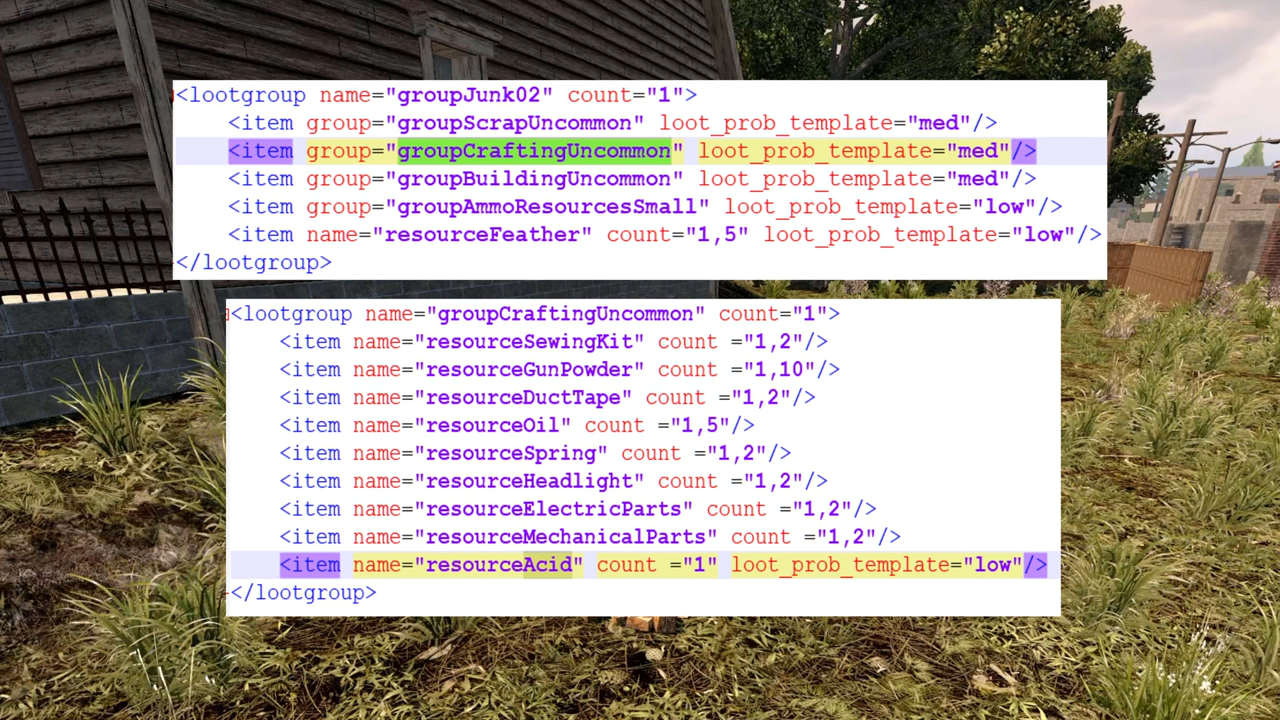 <lootgroup name="groupJunk02" count="1">
<item group="groupScrapUncommon" loot_prob_template="med"/>
<item group="groupCraftingUncommon" loot_prob_template="med"/>
<item group="groupBuildingUncommon" loot_prob_template="med"/>
<item group="groupAmmoResourcesSmall" loot_prob_template="low"/>
<item name="resourceFeather" count="1,5" loot_prob_template="low"/>
</lootgroup>
<lootgroup name="groupCraftingUncommon" count="1">
<item name="resourceSewingKit" count ="1,2"/>
<item name="resourceGunPowder" count ="1,10"/>
<item name="resourceDuctTape" count ="1,2"/>
<item name="resourceOil" count ="1,5"/>
<item name="resourceSpring" count ="1,2"/>
<item name="resourceHeadlight" count ="1,2"/>
<item name="resourceElectricParts" count ="1,2"/>
<item name="resourceMechanicalParts" count ="1,2"/>
<item name="resourceAcid" count ="1" loot_prob_template="low"/>
</lootgroup>